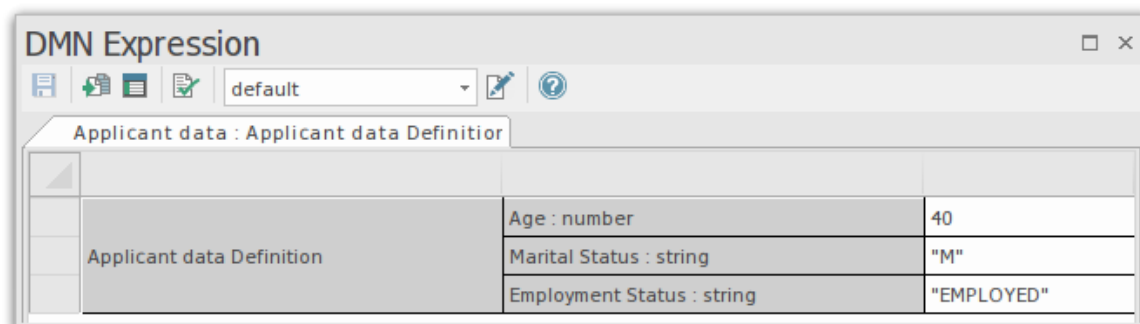 DMN Expression
default
Applicant data : Applicant data Definition
Age : number
40
Applicant data Definition
Marital Status : string
"M"
Employment Status : string
"EMPLOYED"